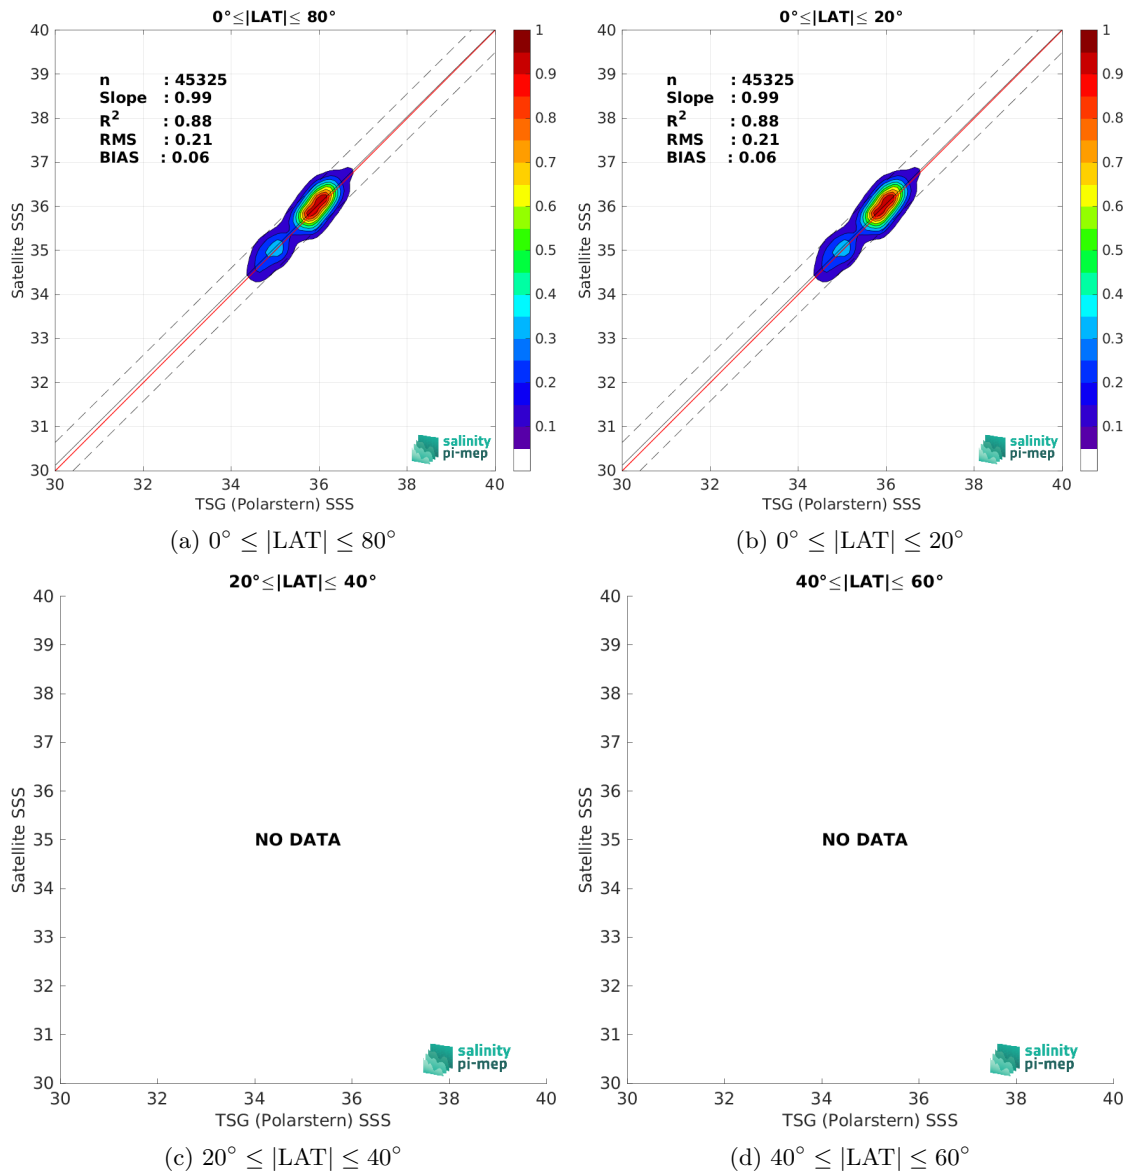 0°≤|LAT|≤ 80°
40
39
38
37
36
35
34
33
32
31
30
30
32
34
36
38
40
Satellite SSS
TSG (Polarstern) SSS
n : 45325
Slope : 0.99
R² : 0.88
RMS : 0.21
BIAS : 0.06
salinity
pi-mep
1
0.9
0.8
0.7
0.6
0.5
0.4
0.3
0.2
0.1
(a) 0° ≤ |LAT| ≤ 80°
0°≤|LAT|≤ 20°
40
39
38
37
36
35
34
33
32
31
30
30
32
34
36
38
40
Satellite SSS
TSG (Polarstern) SSS
n : 45325
Slope : 0.99
R² : 0.88
RMS : 0.21
BIAS : 0.06
salinity
pi-mep
1
0.9
0.8
0.7
0.6
0.5
0.4
0.3
0.2
0.1
(b) 0° ≤ |LAT| ≤ 20°
20°≤|LAT|≤ 40°
40
39
38
37
36
35
34
33
32
31
30
30
32
34
36
38
40
Satellite SSS
TSG (Polarstern) SSS
NO DATA
salinity
pi-mep
(c) 20° ≤ |LAT| ≤ 40°
40°≤|LAT|≤ 60°
40
39
38
37
36
35
34
33
32
31
30
30
32
34
36
38
40
Satellite SSS
TSG (Polarstern) SSS
NO DATA
salinity
pi-mep
(d) 40° ≤ |LAT| ≤ 60°